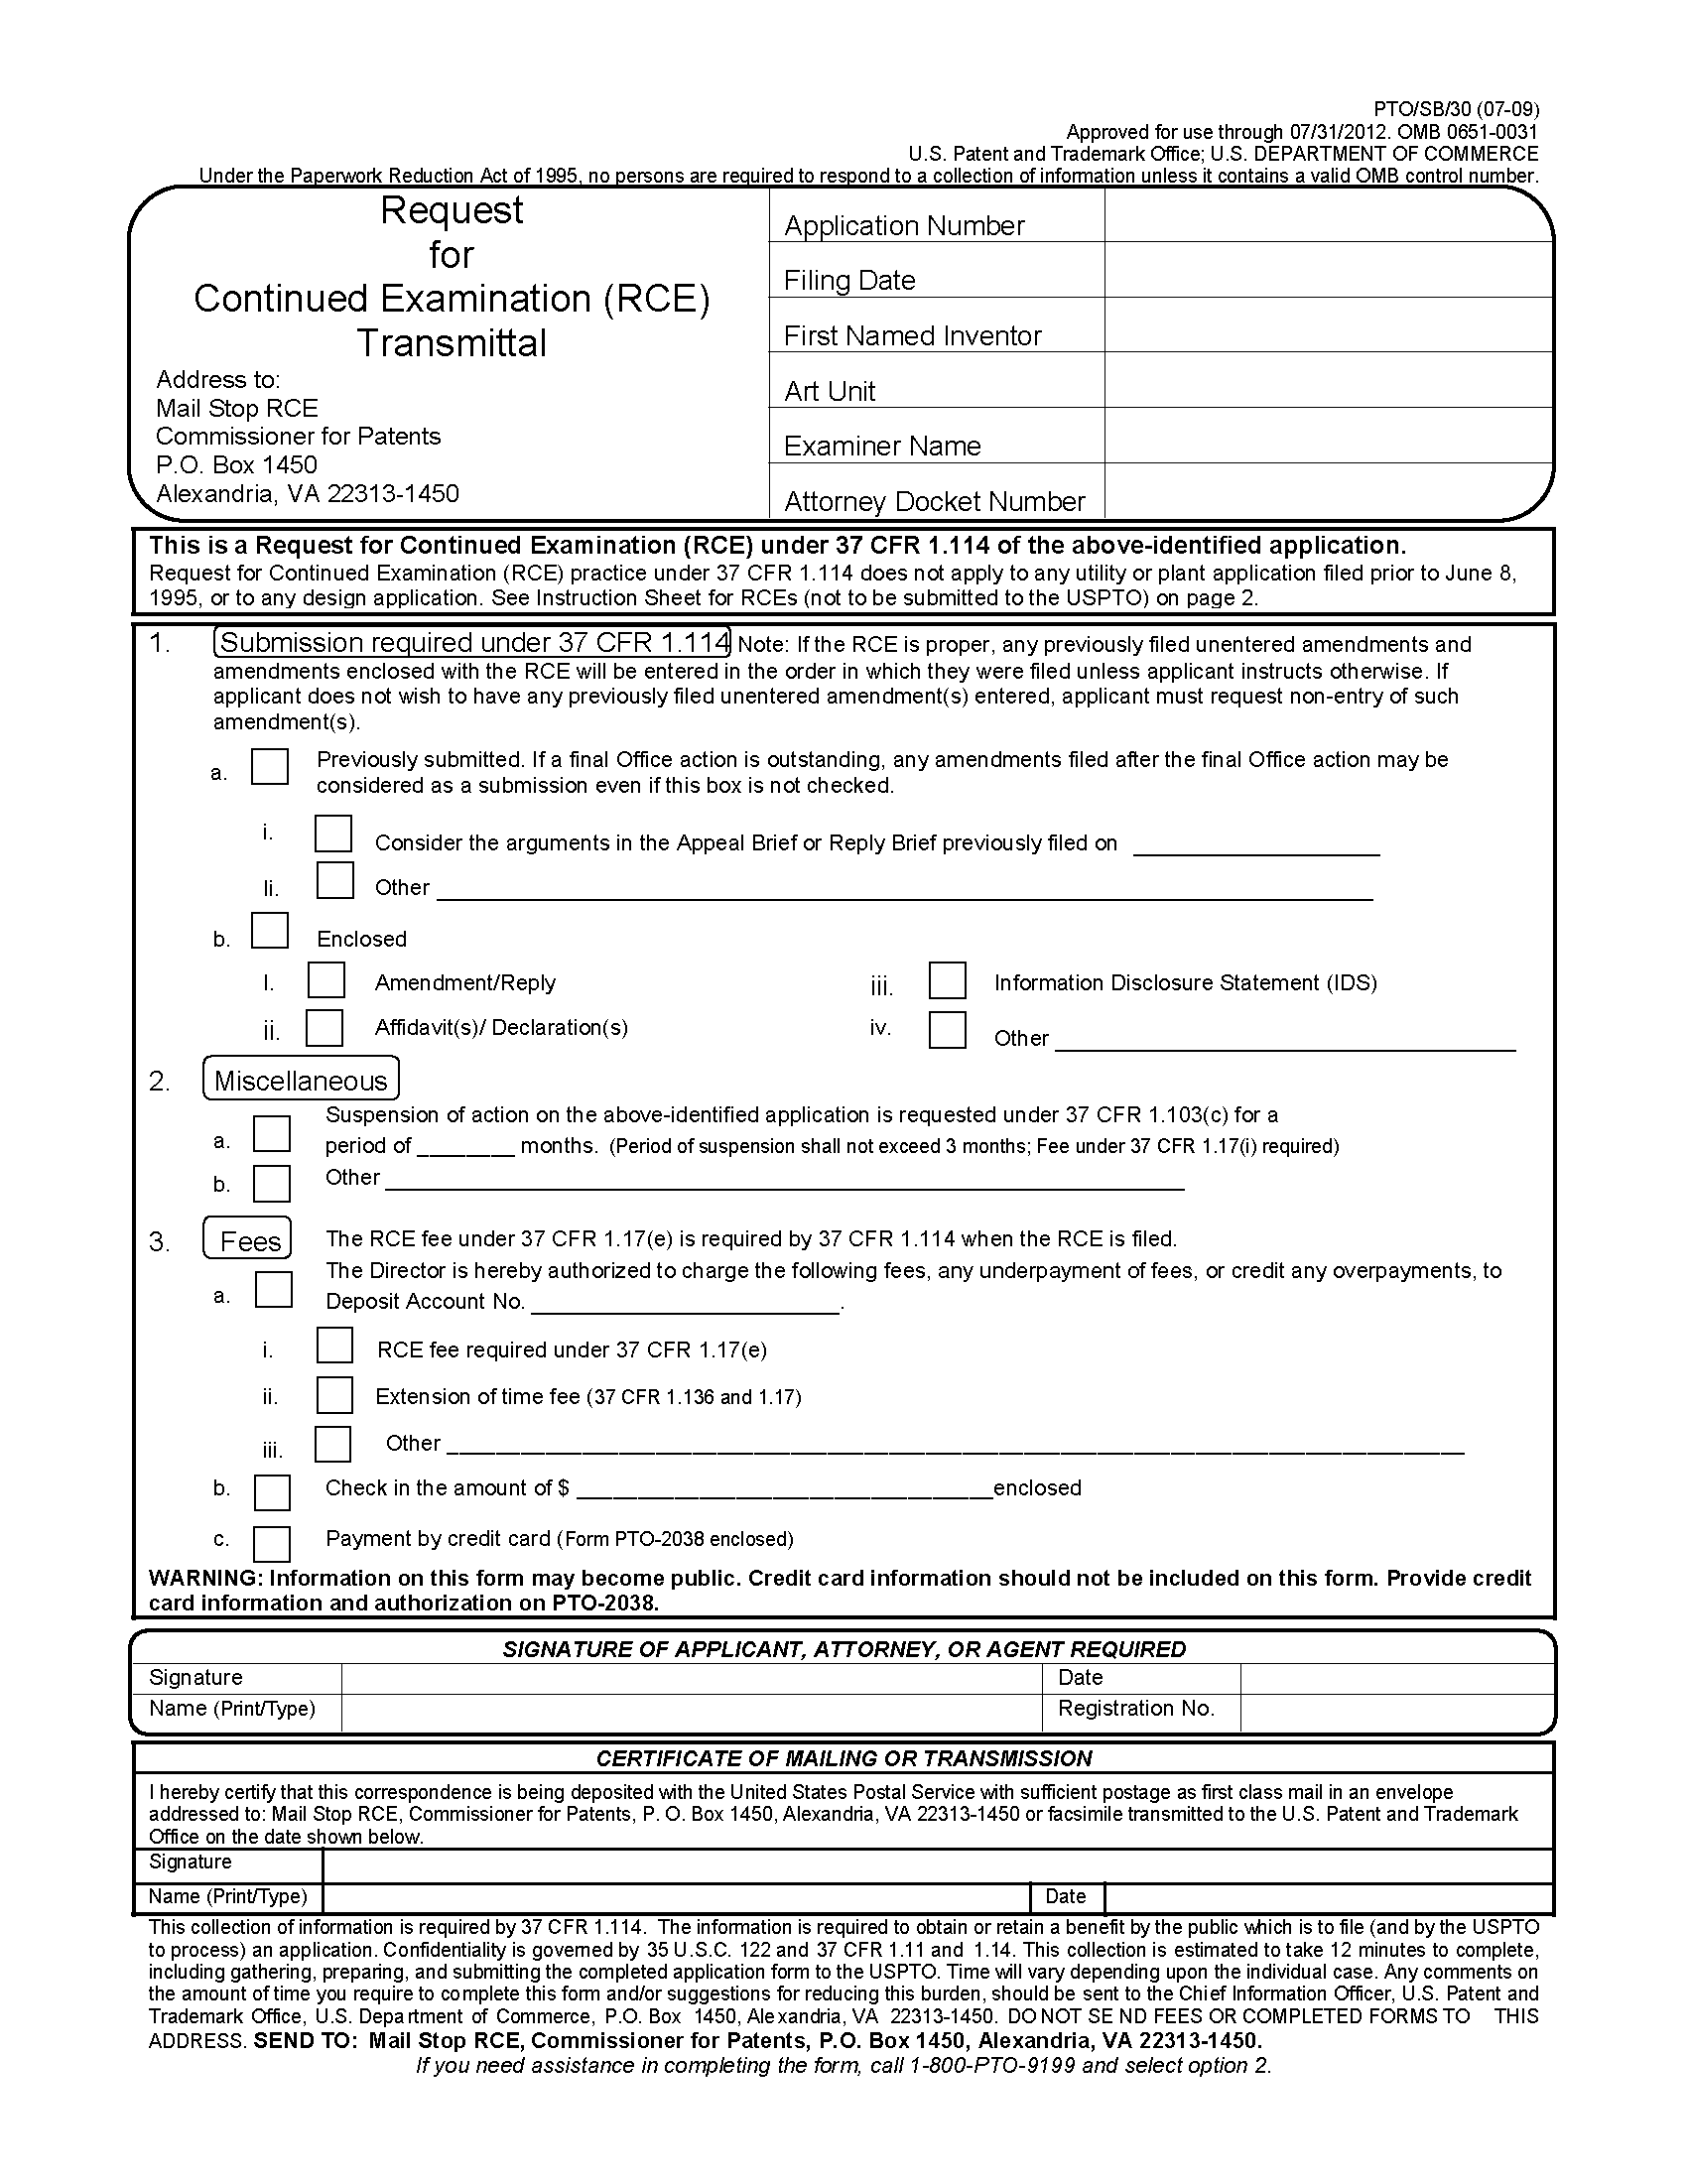 PTO/SB/30 (07-09)
Approved for use through 07/31/2012. OMB 0651-0031
U.S. Patent and Trademark Office; U.S. DEPARTMENT OF COMMERCE
Under the Paperwork Reduction Act of 1995, no persons are required to respond to a collection of information unless it contains a valid OMB control number.
Request
for
Continued Examination (RCE)
Transmittal
Address to:
Mail Stop RCE
Commissioner for Patents
P.O. Box 1450
Alexandria, VA 22313-1450
Application Number
Filing Date
First Named Inventor
Art Unit
Examiner Name
Attorney Docket Number
This is a Request for Continued Examination (RCE) under 37 CFR 1.114 of the above-identified application.
Request for Continued Examination (RCE) practice under 37 CFR 1.114 does not apply to any utility or plant application filed prior to June 8,
1995, or to any design application. See Instruction Sheet for RCEs (not to be submitted to the USPTO) on page 2.
1. Submission required under 37 CFR 1.114 Note: If the RCE is proper, any previously filed unentered amendments and
amendments enclosed with the RCE will be entered in the order in which they were filed unless applicant instructs otherwise. If
applicant does not wish to have any previously filed unentered amendment(s) entered, applicant must request non-entry of such
amendment(s).
a. Previously submitted. If a final Office action is outstanding, any amendments filed after the final Office action may be
considered as a submission even if this box is not checked.
i. Consider the arguments in the Appeal Brief or Reply Brief previously filed on ____________________
Ii. Other ____________________
b. Enclosed
I. Amendment/Reply iii. Information Disclosure Statement (IDS)
ii. Affidavit(s)/ Declaration(s) iv. Other ____________________
2. Miscellaneous
a. Suspension of action on the above-identified application is requested under 37 CFR 1.103(c) for a
period of ________ months. (Period of suspension shall not exceed 3 months; Fee under 37 CFR 1.17(i) required)
b. Other ____________________
3. Fees The RCE fee under 37 CFR 1.17(e) is required by 37 CFR 1.114 when the RCE is filed.
a. The Director is hereby authorized to charge the following fees, any underpayment of fees, or credit any overpayments, to
Deposit Account No. ____________________.
i. RCE fee required under 37 CFR 1.17(e)
ii. Extension of time fee (37 CFR 1.136 and 1.17)
iii. Other ____________________
b. Check in the amount of $ ____________________enclosed
c. Payment by credit card (Form PTO-2038 enclosed)
WARNING: Information on this form may become public. Credit card information should not be included on this form. Provide credit
card information and authorization on PTO-2038.
SIGNATURE OF APPLICANT, ATTORNEY, OR AGENT REQUIRED
Signature Date
Name (Print/Type) Registration No.
CERTIFICATE OF MAILING OR TRANSMISSION
I hereby certify that this correspondence is being deposited with the United States Postal Service with sufficient postage as first class mail in an envelope
addressed to: Mail Stop RCE, Commissioner for Patents, P. O. Box 1450, Alexandria, VA 22313-1450 or facsimile transmitted to the U.S. Patent and Trademark
Office on the date shown below.
Signature
Name (Print/Type) Date
This collection of information is required by 37 CFR 1.114. The information is required to obtain or retain a benefit by the public which is to file (and by the USPTO
to process) an application. Confidentiality is governed by 35 U.S.C. 122 and 37 CFR 1.11 and 1.14. This collection is estimated to take 12 minutes to complete,
including gathering, preparing, and submitting the completed application form to the USPTO. Time will vary depending upon the individual case. Any comments on
the amount of time you require to complete this form and/or suggestions for reducing this burden, should be sent to the Chief Information Officer, U.S. Patent and
Trademark Office, U.S. Department of Commerce, P.O. Box 1450, Alexandria, VA 22313-1450. DO NOT SE ND FEES OR COMPLETED FORMS TO THIS
ADDRESS. SEND TO: Mail Stop RCE, Commissioner for Patents, P.O. Box 1450, Alexandria, VA 22313-1450.
If you need assistance in completing the form, call 1-800-PTO-9199 and select option 2.